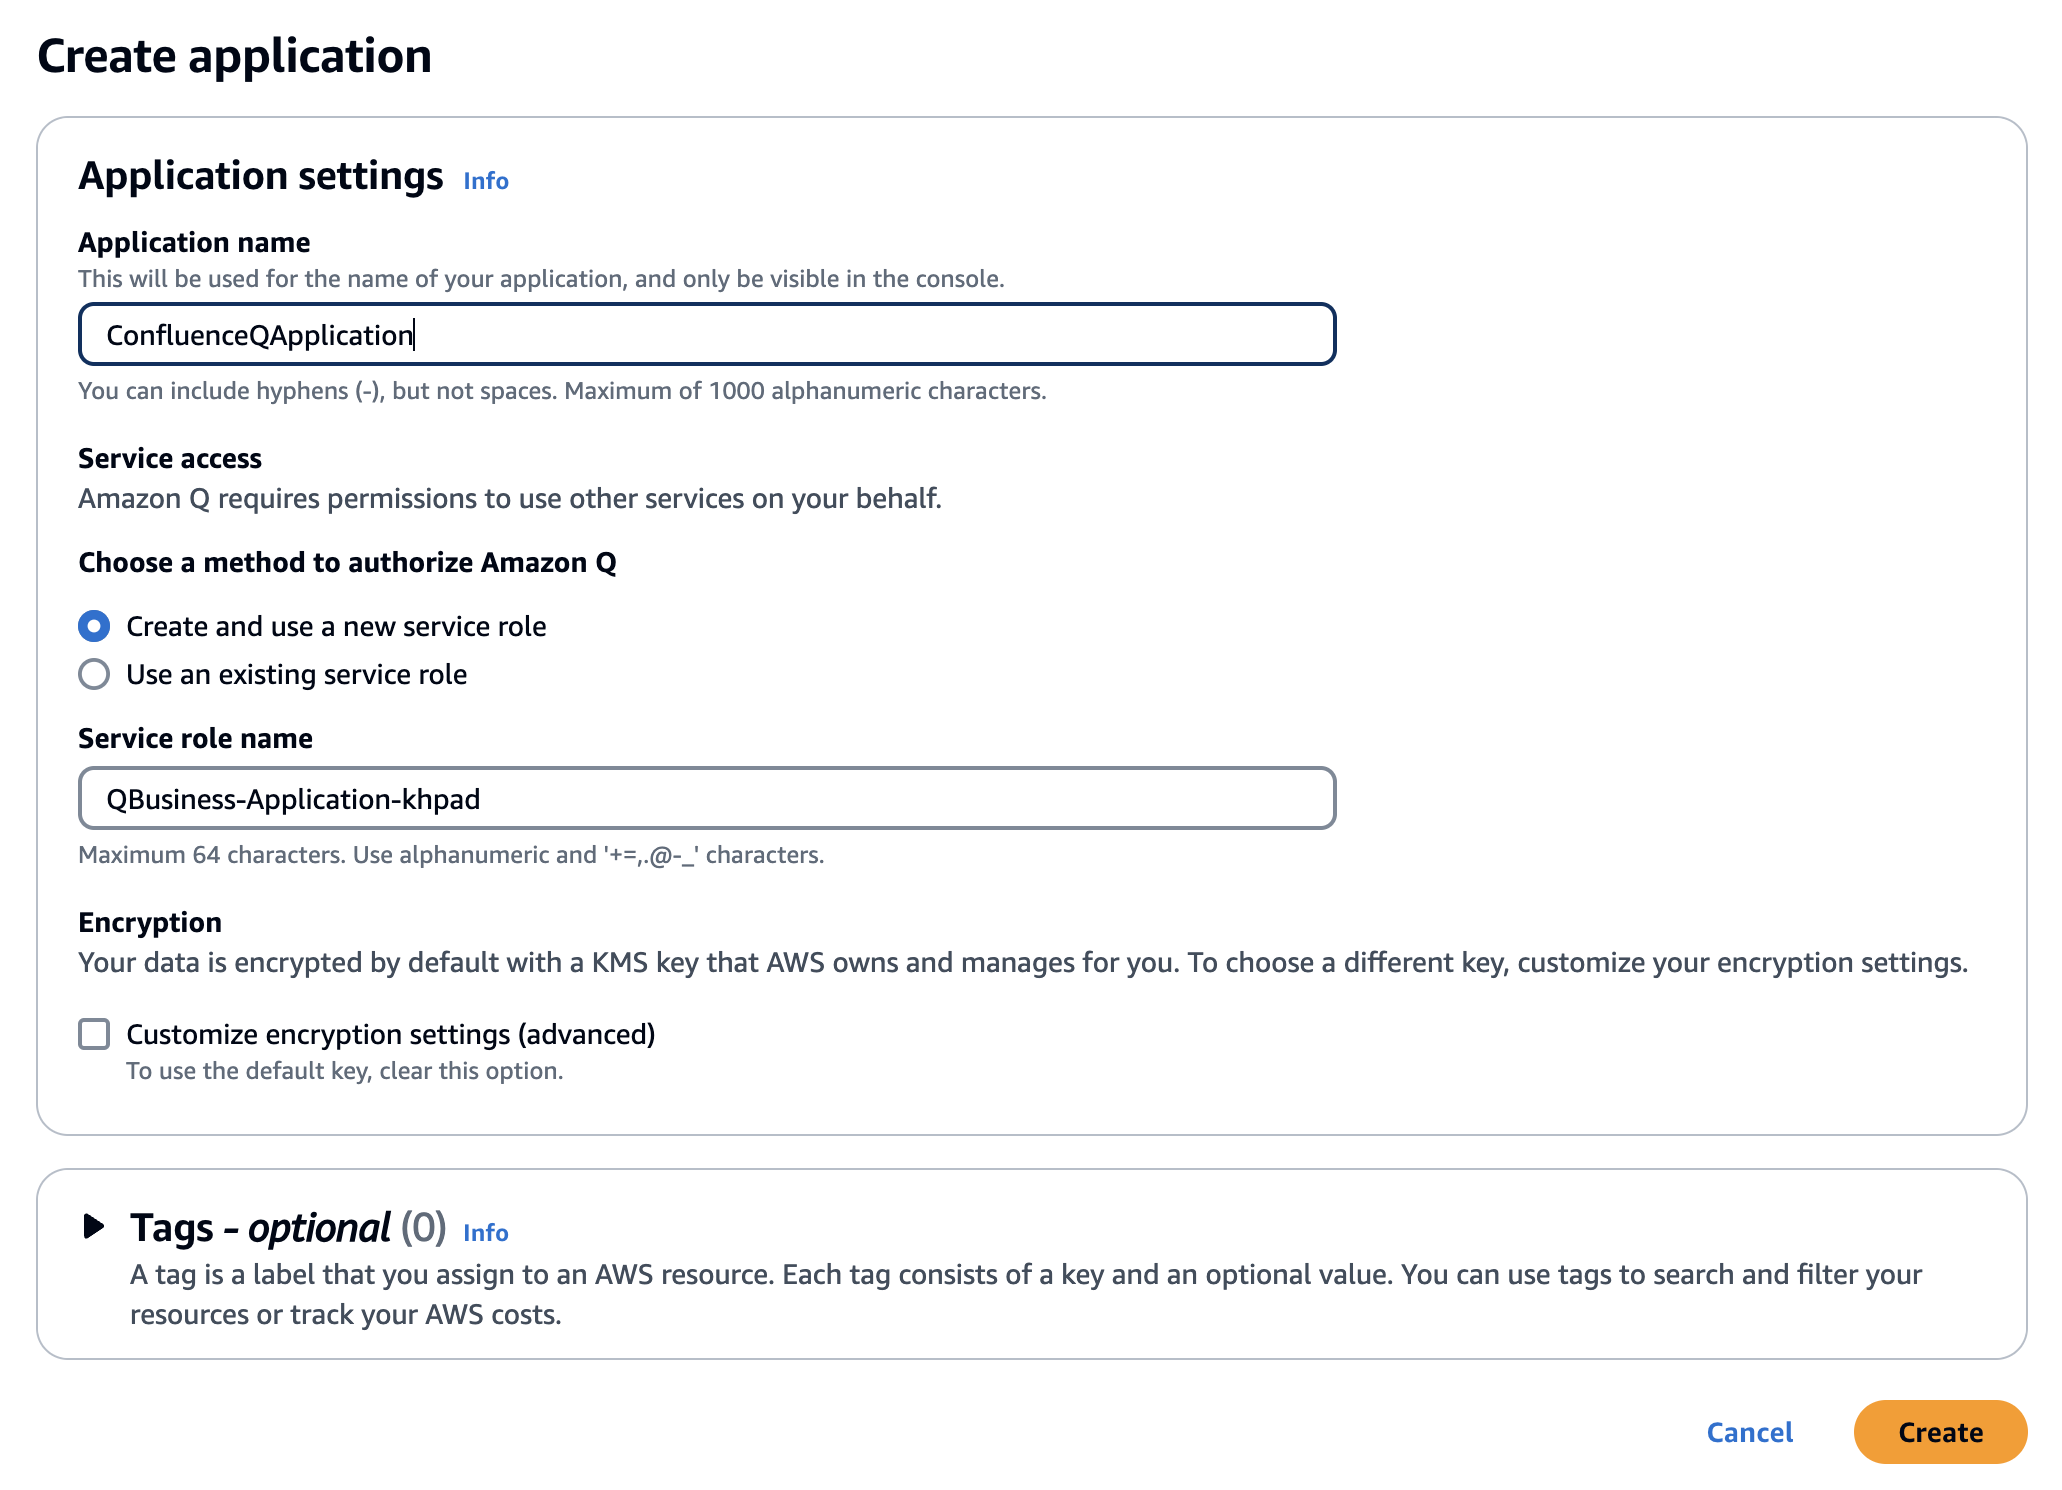 Create application
Application settings Info
Application name
This will be used for the name of your application, and only be visible in the console.
ConfluenceQApplication
You can include hyphens (-), but not spaces. Maximum of 1000 alphanumeric characters.
Service access
Amazon Q requires permissions to use other services on your behalf.
Choose a method to authorize Amazon Q
Create and use a new service role
Use an existing service role
Service role name
QBusiness-Application-khpad
Maximum 64 characters. Use alphanumeric and '+=,.@-_' characters.
Encryption
Your data is encrypted by default with a KMS key that AWS owns and manages for you. To choose a different key, customize your encryption settings.
Customize encryption settings (advanced)
To use the default key, clear this option.
Tags - optional (0) Info
A tag is a label that you assign to an AWS resource. Each tag consists of a key and an optional value. You can use tags to search and filter your
resources or track your AWS costs.
Cancel Create